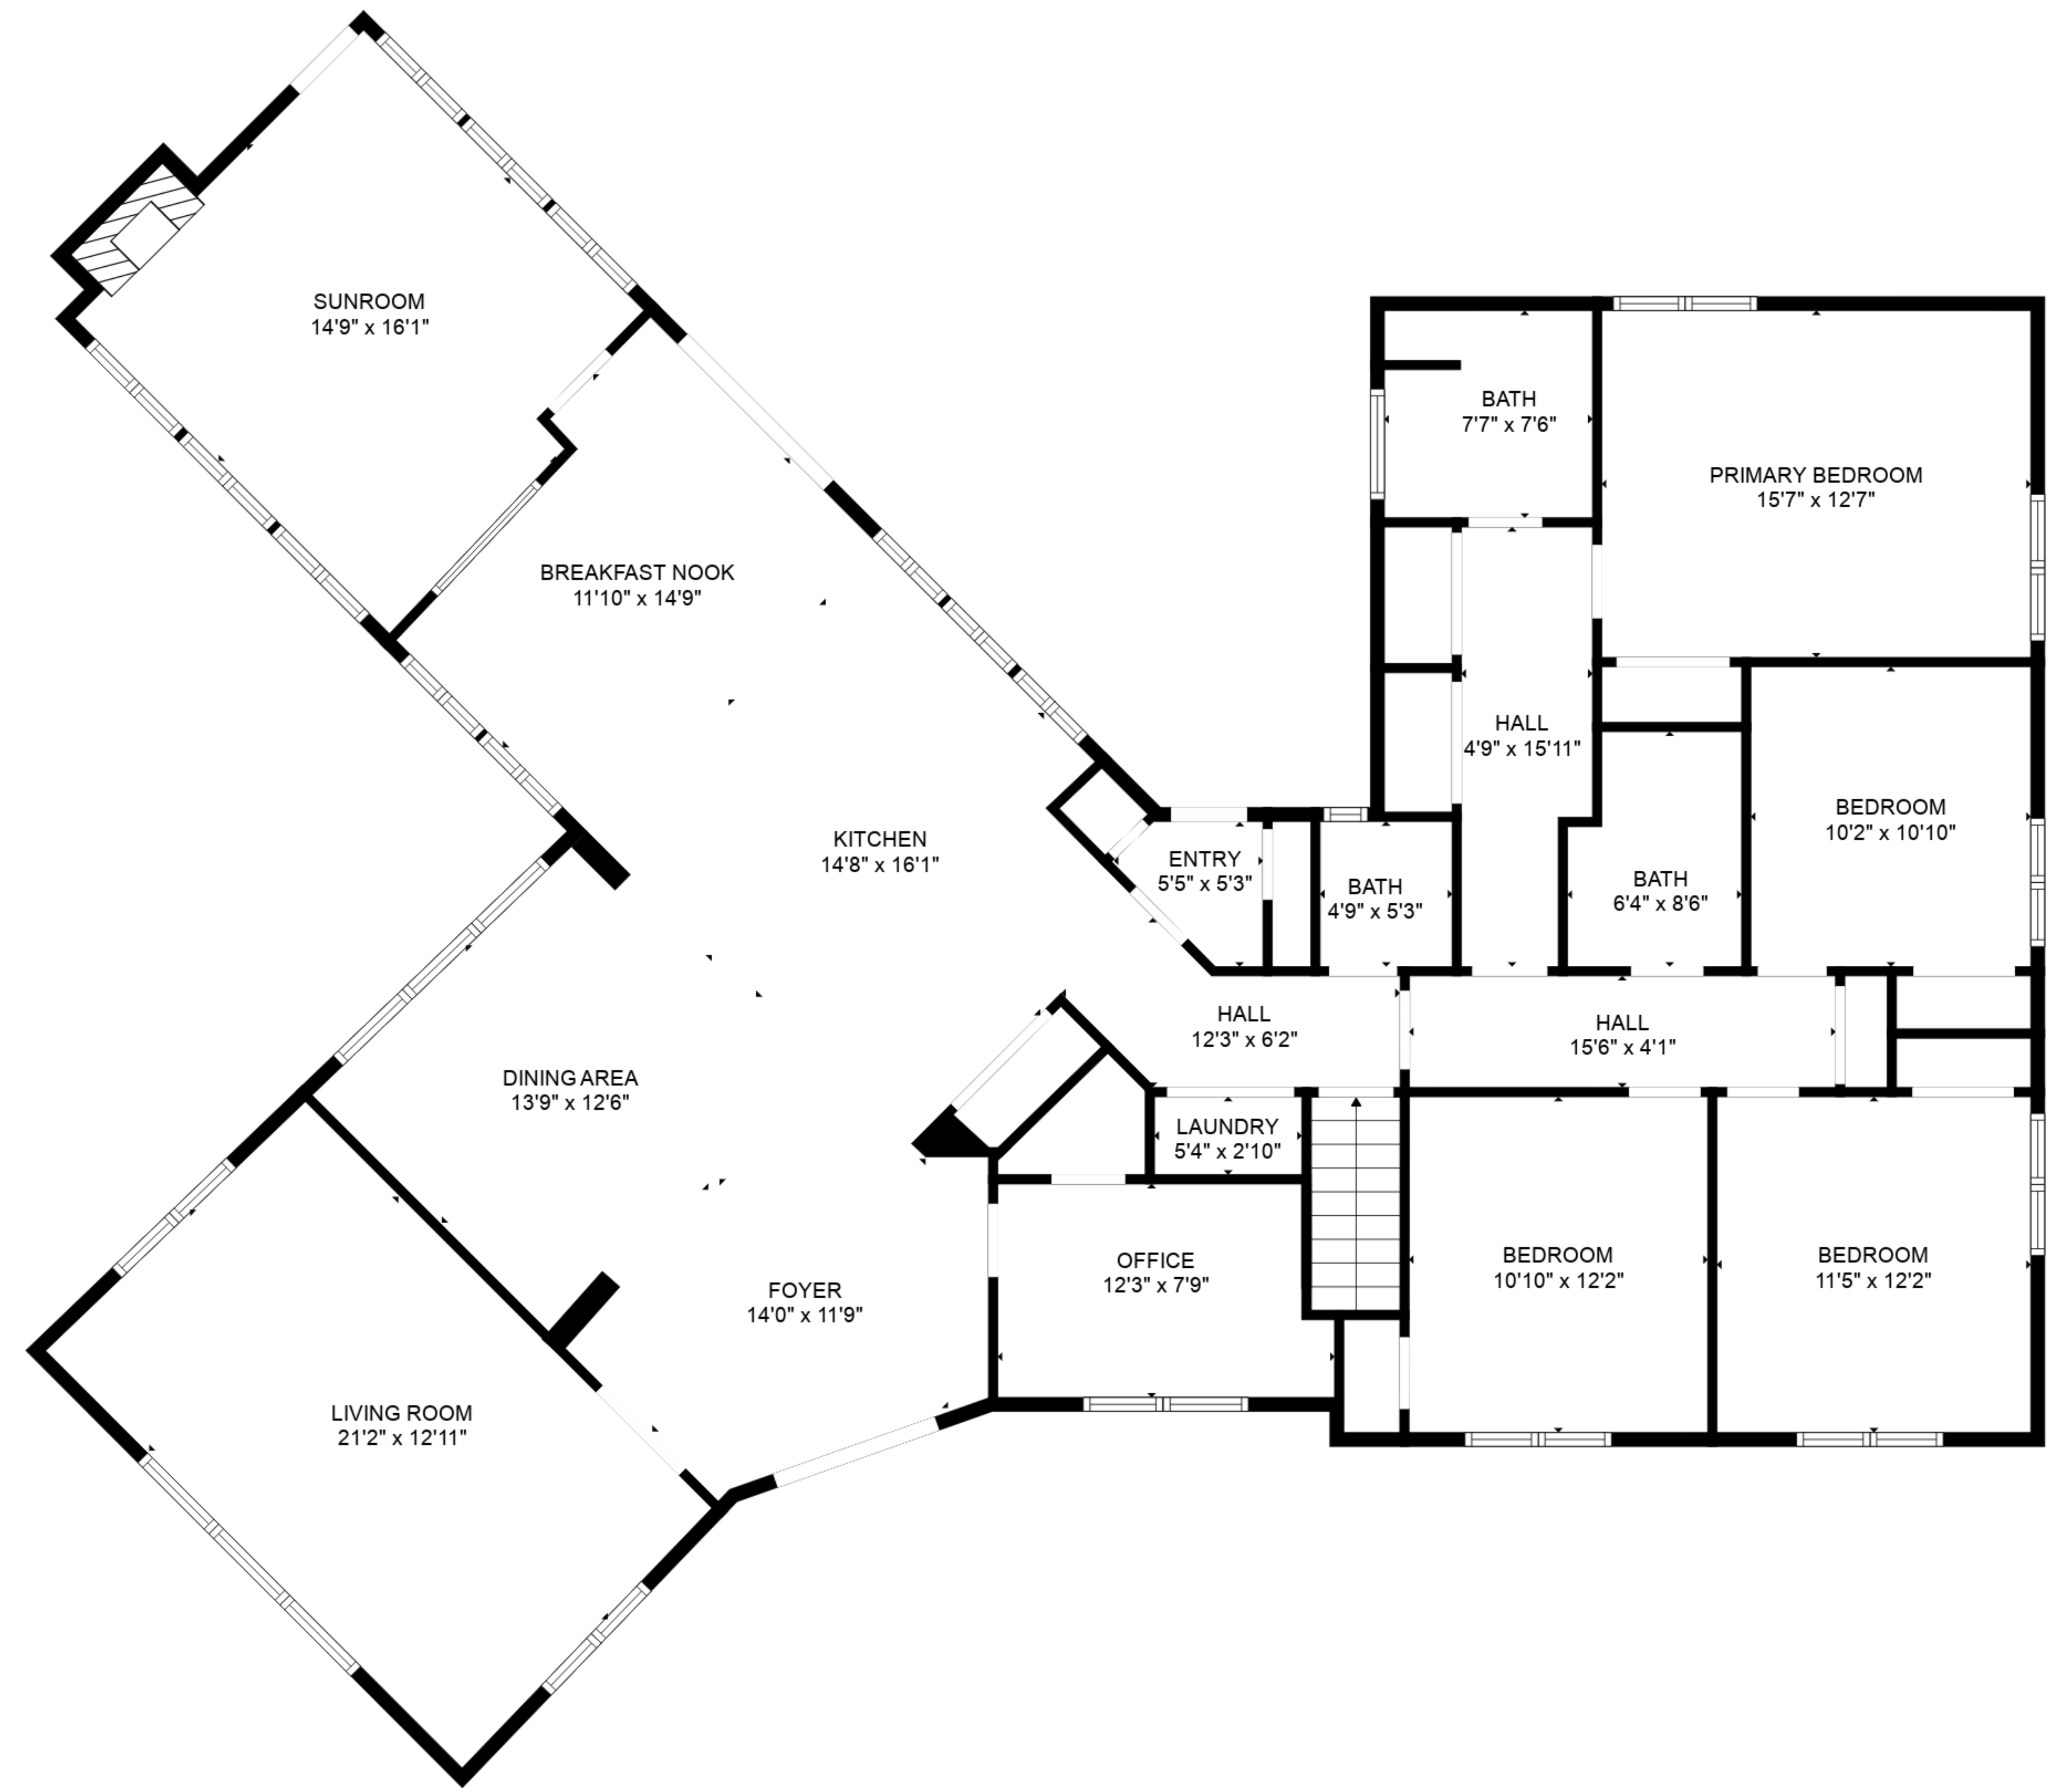 SUNROOM
14'9" x 16'1"
BATH
7'7" x 7'6"
PRIMARY BEDROOM
15'7" x 12'7"
BREAKFAST NOOK
11'10" x 14'9"
HALL
4'9" x 15'11"
BEDROOM
10'2" x 10'10"
KITCHEN
14'8" x 16'1"
ENTRY
5'5" x 5'3"
BATH
4'9" x 5'3"
BATH
6'4" x 8'6"
HALL
12'3" x 6'2"
HALL
15'6" x 4'1"
DINING AREA
13'9" x 12'6"
LAUNDRY
5'4" x 2'10"
OFFICE
12'3" x 7'9"
BEDROOM
10'10" x 12'2"
BEDROOM
11'5" x 12'2"
FOYER
14'0" x 11'9"
LIVING ROOM
21'2" x 12'11"